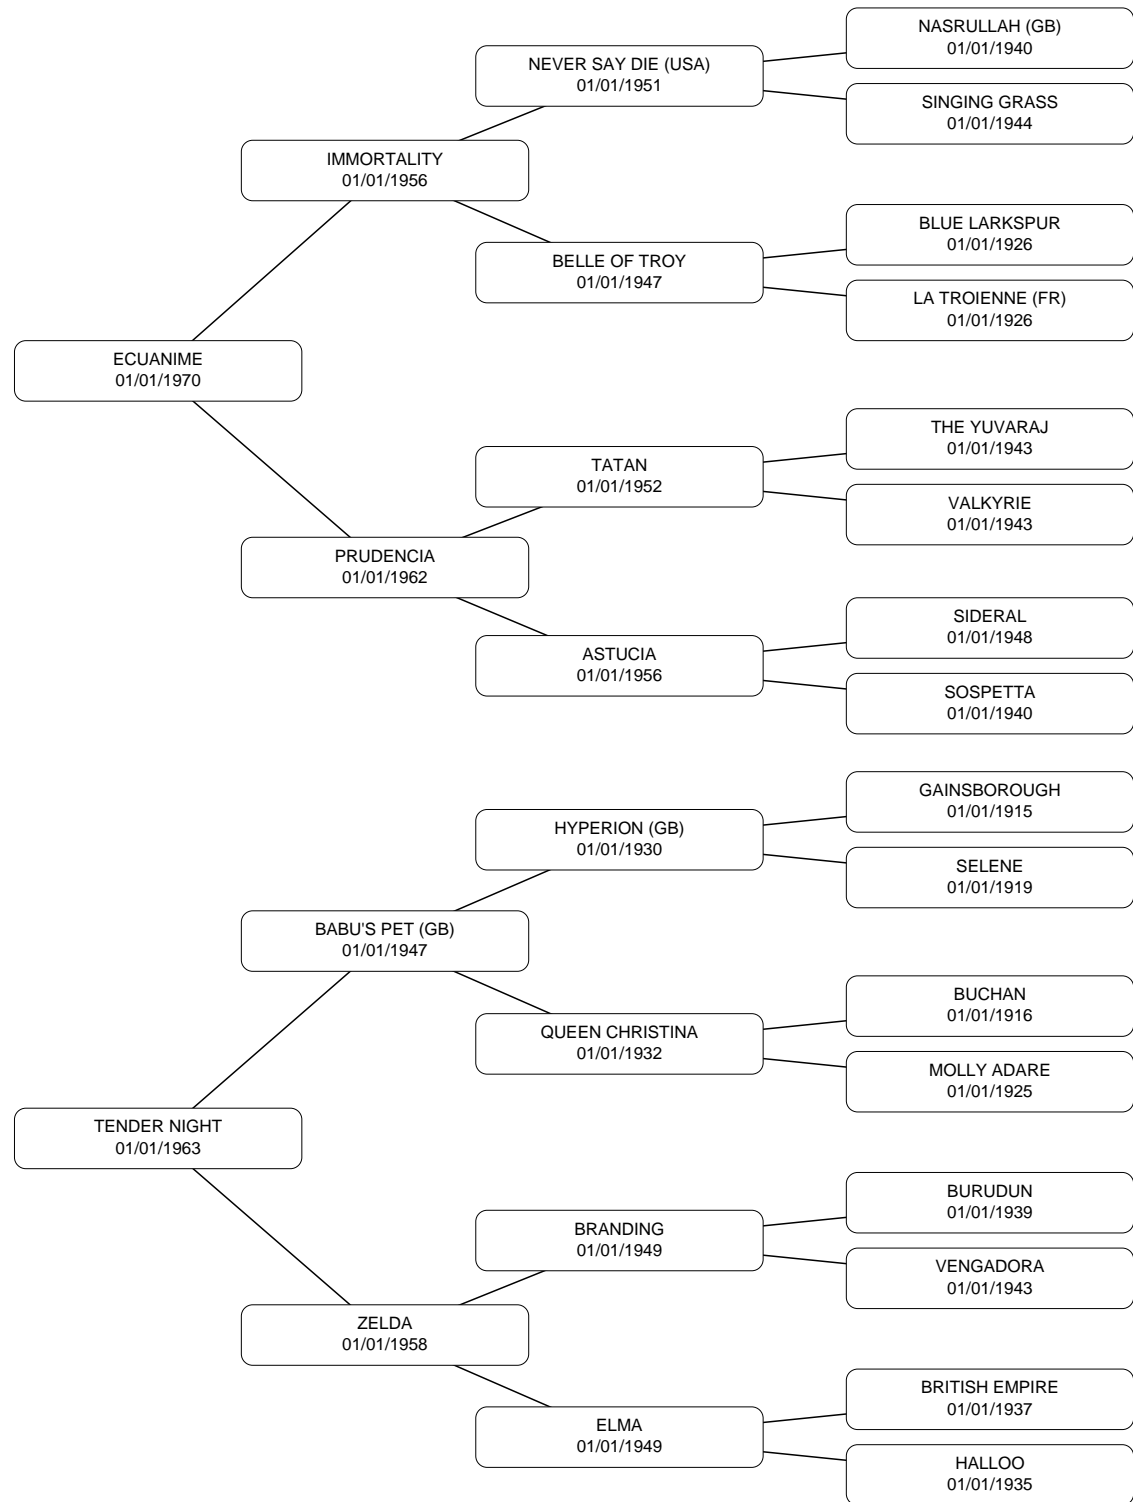 NASRULLAH (GB)
01/01/1940
NEVER SAY DIE (USA)
01/01/1951
SINGING GRASS
01/01/1944
IMMORTALITY
01/01/1956
BLUE LARKSPUR
01/01/1926
BELLE OF TROY
01/01/1947
LA TROIENNE (FR)
01/01/1926
ECUANIME
01/01/1970
THE YUVARAJ
01/01/1943
TATAN
01/01/1952
VALKYRIE
01/01/1943
PRUDENCIA
01/01/1962
SIDERAL
01/01/1948
ASTUCIA
01/01/1956
SOSPETTA
01/01/1940
GAINSBOROUGH
01/01/1915
HYPERION (GB)
01/01/1930
SELENE
01/01/1919
BABU'S PET (GB)
01/01/1947
BUCHAN
01/01/1916
QUEEN CHRISTINA
01/01/1932
MOLLY ADARE
01/01/1925
TENDER NIGHT
01/01/1963
BURUDUN
01/01/1939
BRANDING
01/01/1949
VENGADORA
01/01/1943
ZELDA
01/01/1958
BRITISH EMPIRE
01/01/1937
ELMA
01/01/1949
HALLOO
01/01/1935